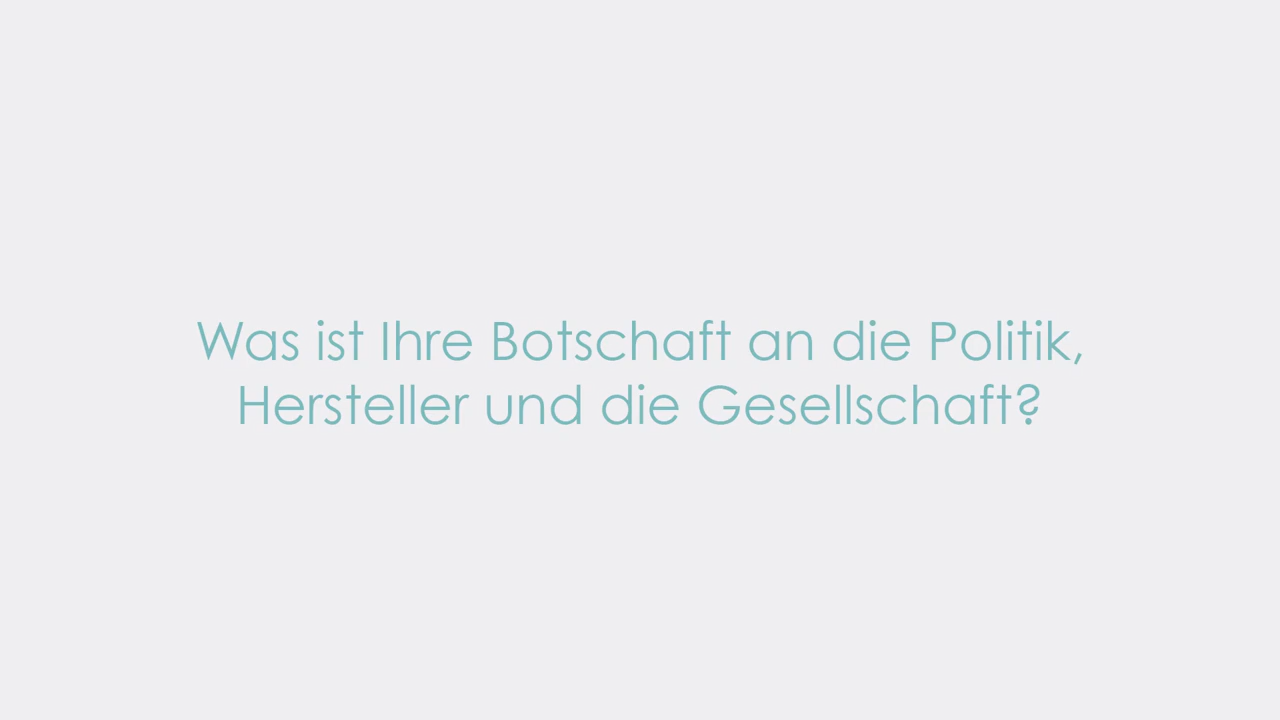 Was ist Ihre Botschaft an die Politik,
Hersteller und die Gesellschaft?